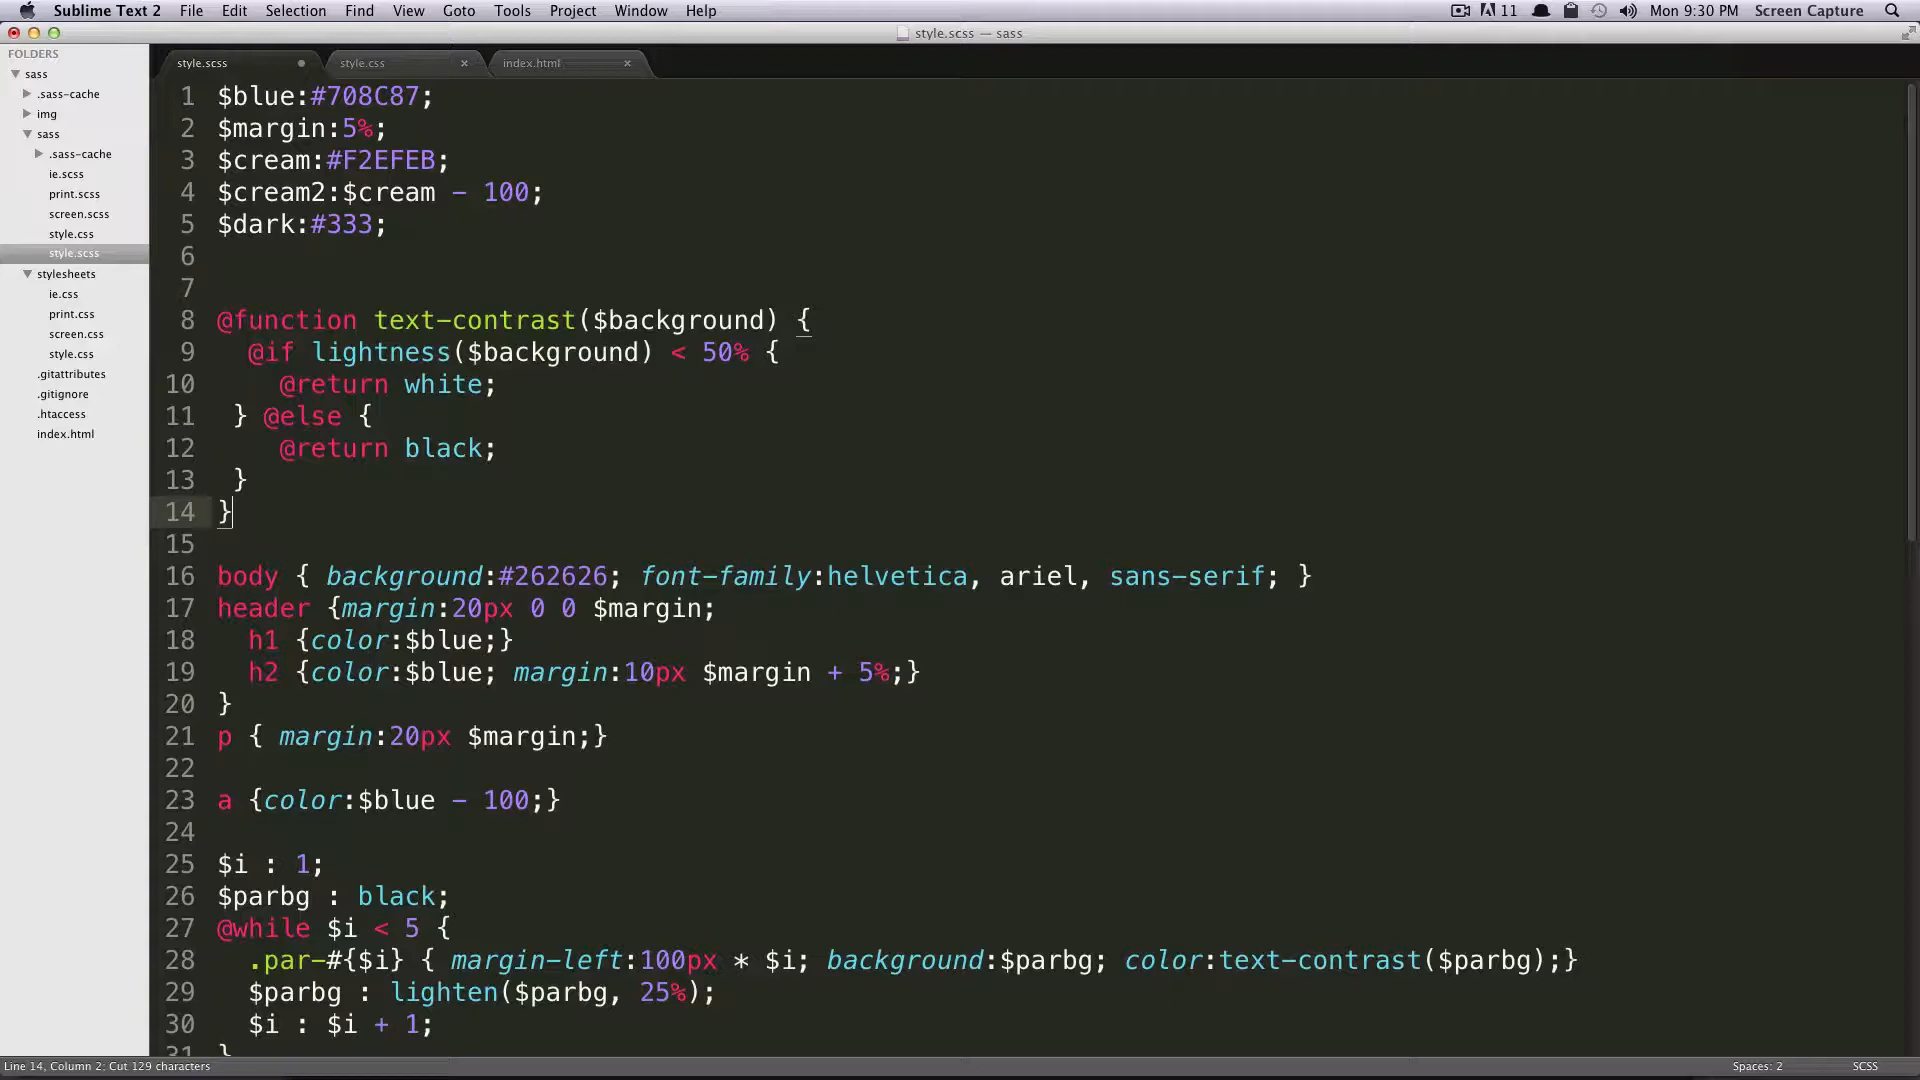 Sublime Text 2 File Edit Selection Find View Goto Tools Project Window Help 11 Mon 9:30 PM Screen Capture
style.scss — sass
FOLDERS
sass
.sass-cache
img
sass
.sass-cache
ie.scss
print.scss
screen.scss
style.css
style.scss
stylesheets
ie.css
print.css
screen.css
style.css
.gitattributes
.gitignore
.htaccess
index.html
style.scss style.css × index.html ×
1 $blue:#708C87;
2 $margin:5%;
3 $cream:#F2EFEB;
4 $cream2:$cream - 100;
5 $dark:#333;
6
7
8 @function text-contrast($background) {
9 @if lightness($background) < 50% {
10 @return white;
11 } @else {
12 @return black;
13 }
14 }
15
16 body { background:#262626; font-family:helvetica, ariel, sans-serif; }
17 header {margin:20px 0 0 $margin;
18 h1 {color:$blue;}
19 h2 {color:$blue; margin:10px $margin + 5%;}
20 }
21 p { margin:20px $margin;}
22
23 a {color:$blue - 100;}
24
25 $i : 1;
26 $parbg : black;
27 @while $i < 5 {
28 .par-#{$i} { margin-left:100px * $i; background:$parbg; color:text-contrast($parbg);}
29 $parbg : lighten($parbg, 25%);
30 $i : $i + 1;
31 }
Line 14, Column 2; Cut 129 characters Spaces: 2 SCSS